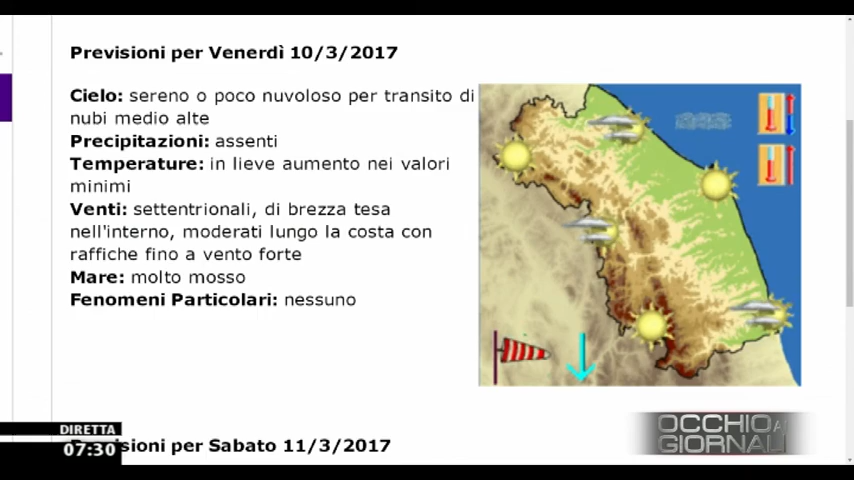 Previsioni per Venerdì 10/3/2017
Cielo: sereno o poco nuvoloso per transito di
nubi medio alte
Precipitazioni: assenti
Temperature: in lieve aumento nei valori
minimi
Venti: settentrionali, di brezza tesa
nell'interno, moderati lungo la costa con
raffiche fino a vento forte
Mare: molto mosso
Fenomeni Particolari: nessuno
DIRETTA
07:30
sioni per Sabato 11/3/2017
OCCHIO AI
GIORNALI